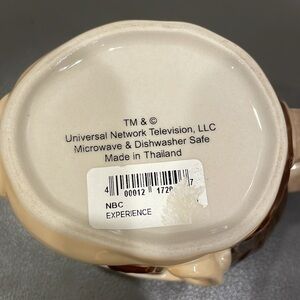 TM & ©
Universal Network Television, LLC
Microwave & Dishwasher Safe
Made in Thailand
NBC
EXPERIENCE